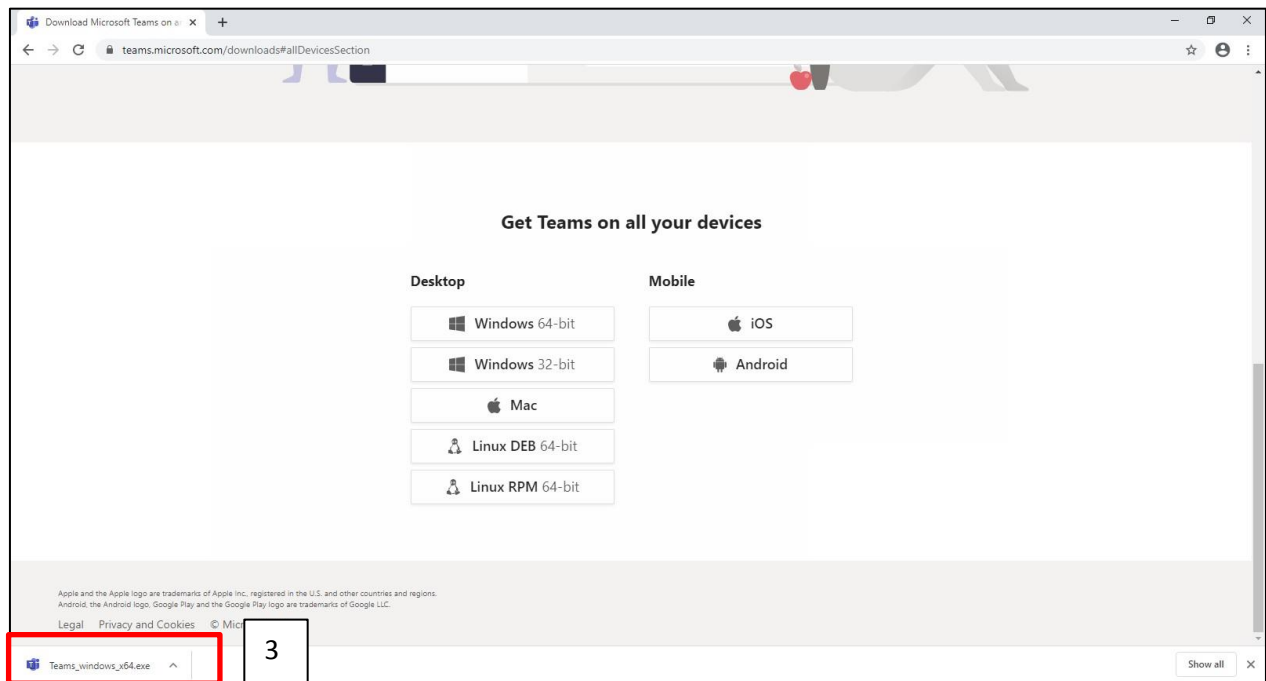 Download Microsoft Teams on a
teams.microsoft.com/downloads#allDevicesSection
Get Teams on all your devices
Desktop
Mobile
Windows 64-bit
iOS
Windows 32-bit
Android
Mac
Linux DEB 64-bit
Linux RPM 64-bit
Apple and the Apple logo are trademarks of Apple Inc., registered in the U.S. and other countries and regions.
Android, the Android logo, Google Play and the Google Play logo are trademarks of Google LLC.
Legal Privacy and Cookies ©
3
Teams_windows_x64.exe
Show all